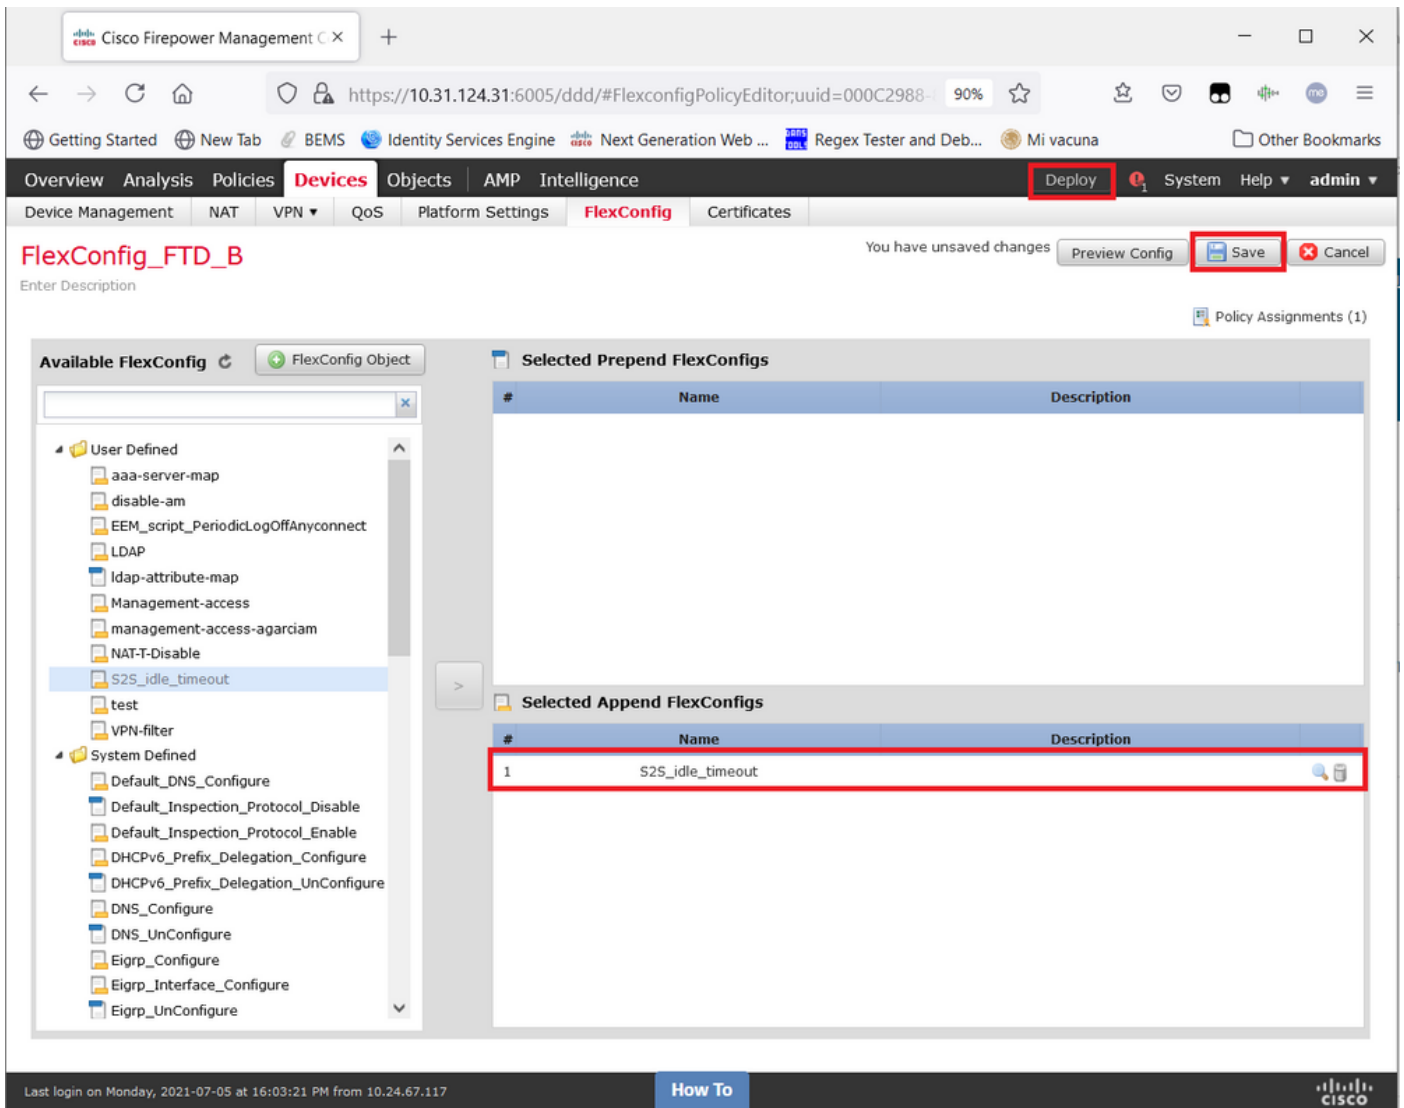 Cisco Firepower Management C
https://10.31.124.31:6005/ddd/#FlexconfigPolicyEditor;uuid=000C2988- 90% me
Getting Started New Tab BEMS Identity Services Engine Next Generation Web ... Regex Tester and Deb... Mi vacuna Other Bookmarks
Overview Analysis Policies Devices Objects AMP Intelligence Deploy 1 System Help admin
Device Management NAT VPN QoS Platform Settings FlexConfig Certificates
FlexConfig_FTD_B
You have unsaved changes Preview Config Save Cancel
Enter Description
Policy Assignments (1)
Available FlexConfig FlexConfig Object
User Defined
aaa-server-map
disable-am
EEM_script_PeriodicLogOffAnyconnect
LDAP
ldap-attribute-map
Management-access
management-access-agarciam
NAT-T-Disable
S2S_idle_timeout
test
VPN-filter
System Defined
Default_DNS_Configure
Default_Inspection_Protocol_Disable
Default_Inspection_Protocol_Enable
DHCPv6_Prefix_Delegation_Configure
DHCPv6_Prefix_Delegation_UnConfigure
DNS_Configure
DNS_UnConfigure
Eigrp_Configure
Eigrp_Interface_Configure
Eigrp_UnConfigure
>
Selected Prepend FlexConfigs
# Name Description
Selected Append FlexConfigs
# Name Description
1 S2S_idle_timeout
Last login on Monday, 2021-07-05 at 16:03:21 PM from 10.24.67.117
How To
cisco